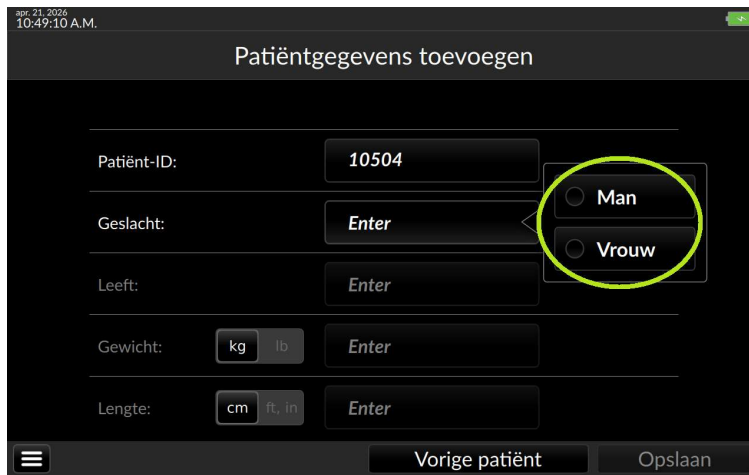 apr. 21, 2026
10:49:10 A.M.
Patiëntgegevens toevoegen
Patiënt-ID:
10504
Man
Geslacht:
Enter
Vrouw
Leeft:
Enter
Gewicht:
kg
lb
Enter
Lengte:
cm
ft, in
Enter
Vorige patiënt
Opslaan